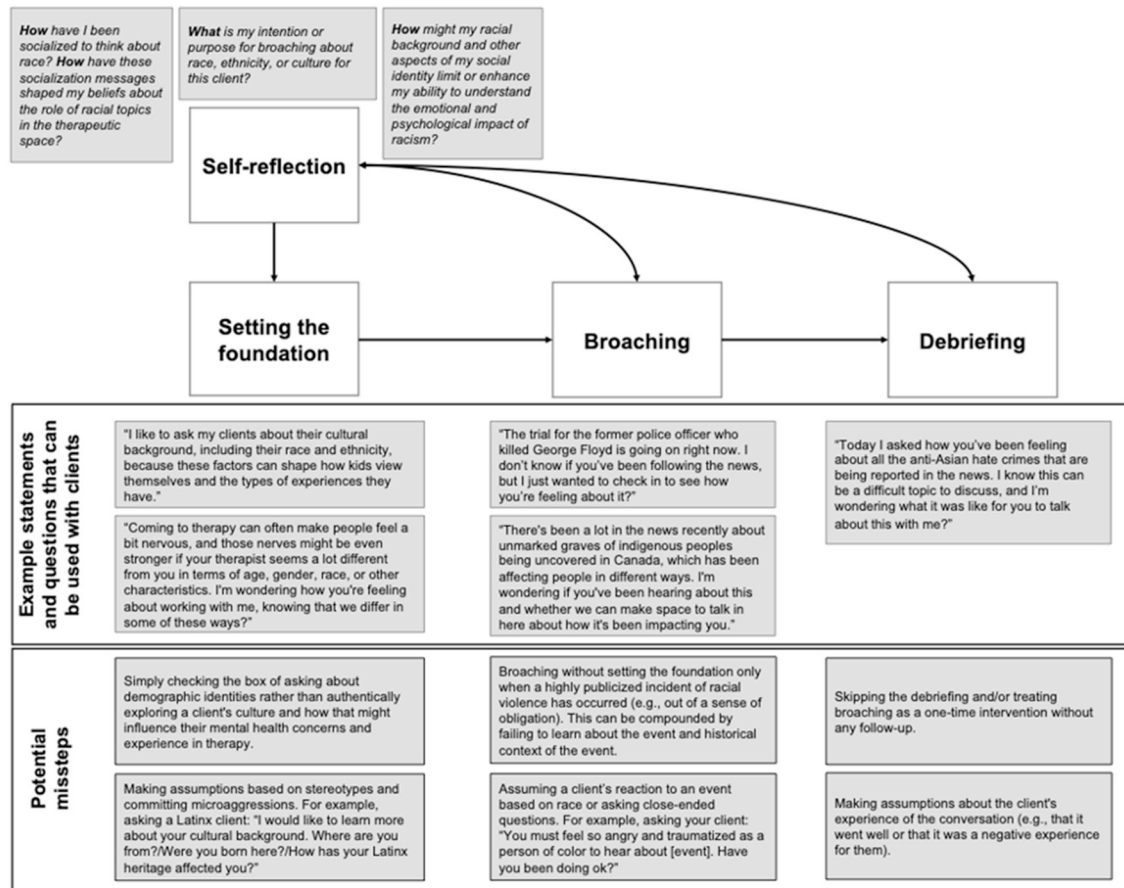 How have I been
socialized to think about
race? How have these
socialization messages
shaped my beliefs about
the role of racial topics
in the therapeutic
space?
What is my intention or
purpose for broaching about
race, ethnicity, or culture for
this client?
How might my racial
background and other
aspects of my social
identity limit or enhance
my ability to understand
the emotional and
psychological impact of
racism?
Self-reflection
Setting the
foundation
Broaching
Debriefing
Example statements
and questions that can
be used with clients
"I like to ask my clients about their cultural
background, including their race and ethnicity,
because these factors can shape how kids view
themselves and the types of experiences they
have."
"Coming to therapy can often make people feel a
bit nervous, and those nerves might be even
stronger if your therapist seems a lot different
from you in terms of age, gender, race, or other
characteristics. I'm wondering how you're feeling
about working with me, knowing that we differ in
some of these ways?"
"The trial for the former police officer who
killed George Floyd is going on right now. I
don't know if you've been following the news,
but I just wanted to check in to see how
you're feeling about it?"
"There's been a lot in the news recently about
unmarked graves of indigenous peoples
being uncovered in Canada, which has been
affecting people in different ways. I'm
wondering if you've been hearing about this
and whether we can make space to talk in
here about how it's been impacting you."
"Today I asked how you've been feeling
about all the anti-Asian hate crimes that are
being reported in the news. I know this can
be a difficult topic to discuss, and I'm
wondering what it was like for you to talk
about this with me?"
Potential
missteps
Simply checking the box of asking about
demographic identities rather than authentically
exploring a client's culture and how that might
influence their mental health concerns and
experience in therapy.
Making assumptions based on stereotypes and
committing microaggressions. For example,
asking a Latinx client: "I would like to learn more
about your cultural background. Where are you
from?/Were you born here?/How has your Latinx
heritage affected you?"
Broaching without setting the foundation only
when a highly publicized incident of racial
violence has occurred (e.g., out of a sense of
obligation). This can be compounded by
failing to learn about the event and historical
context of the event.
Assuming a client's reaction to an event
based on race or asking close-ended
questions. For example, asking your client:
"You must feel so angry and traumatized as a
person of color to hear about [event]. Have
you been doing ok?"
Skipping the debriefing and/or treating
broaching as a one-time intervention without
any follow-up.
Making assumptions about the client's
experience of the conversation (e.g., that it
went well or that it was a negative experience
for them).